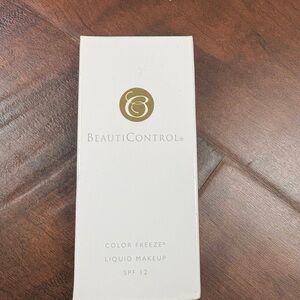 BEAUTICONTROL®
COLOR FREEZE®
LIQUID MAKEUP
SPF 12